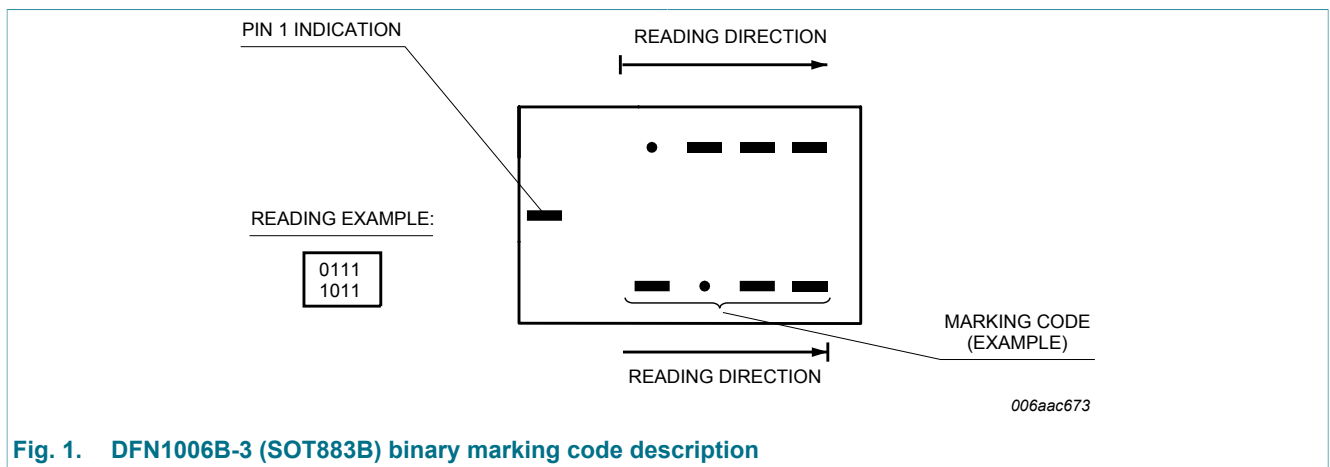 PIN 1 INDICATION
READING DIRECTION
READING EXAMPLE:
0111
1011
MARKING CODE
(EXAMPLE)
READING DIRECTION
006aac673
Fig. 1. DFN1006B-3 (SOT883B) binary marking code description